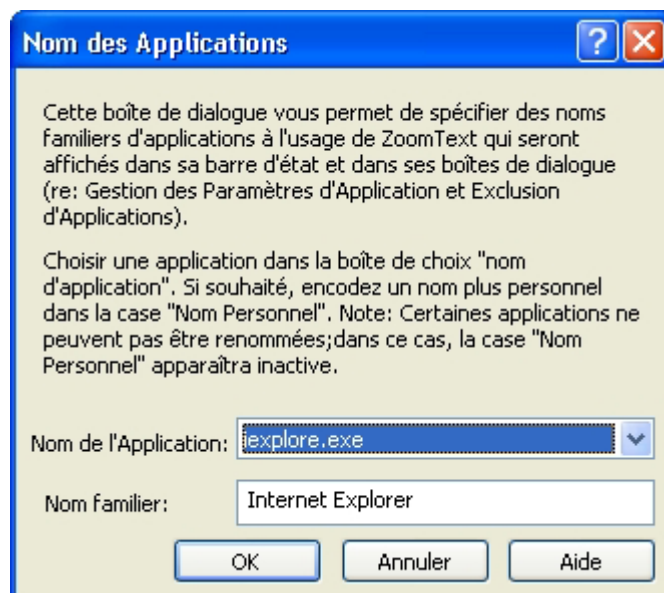 Nom des Applications
Cette boîte de dialogue vous permet de spécifier des noms
familiers d'applications à l'usage de ZoomText qui seront
affichés dans sa barre d'état et dans ses boîtes de dialogue
(re: Gestion des Paramètres d'Application et Exclusion
d'Applications).
Choisir une application dans la boîte de choix "nom
d'application". Si souhaité, encodez un nom plus personnel
dans la case "Nom Personnel". Note: Certaines applications ne
peuvent pas être renommées;dans ce cas, la case "Nom
Personnel" apparaîtra inactive.
Nom de l'Application: iexplore.exe
Nom familier: Internet Explorer
OK Annuler Aide